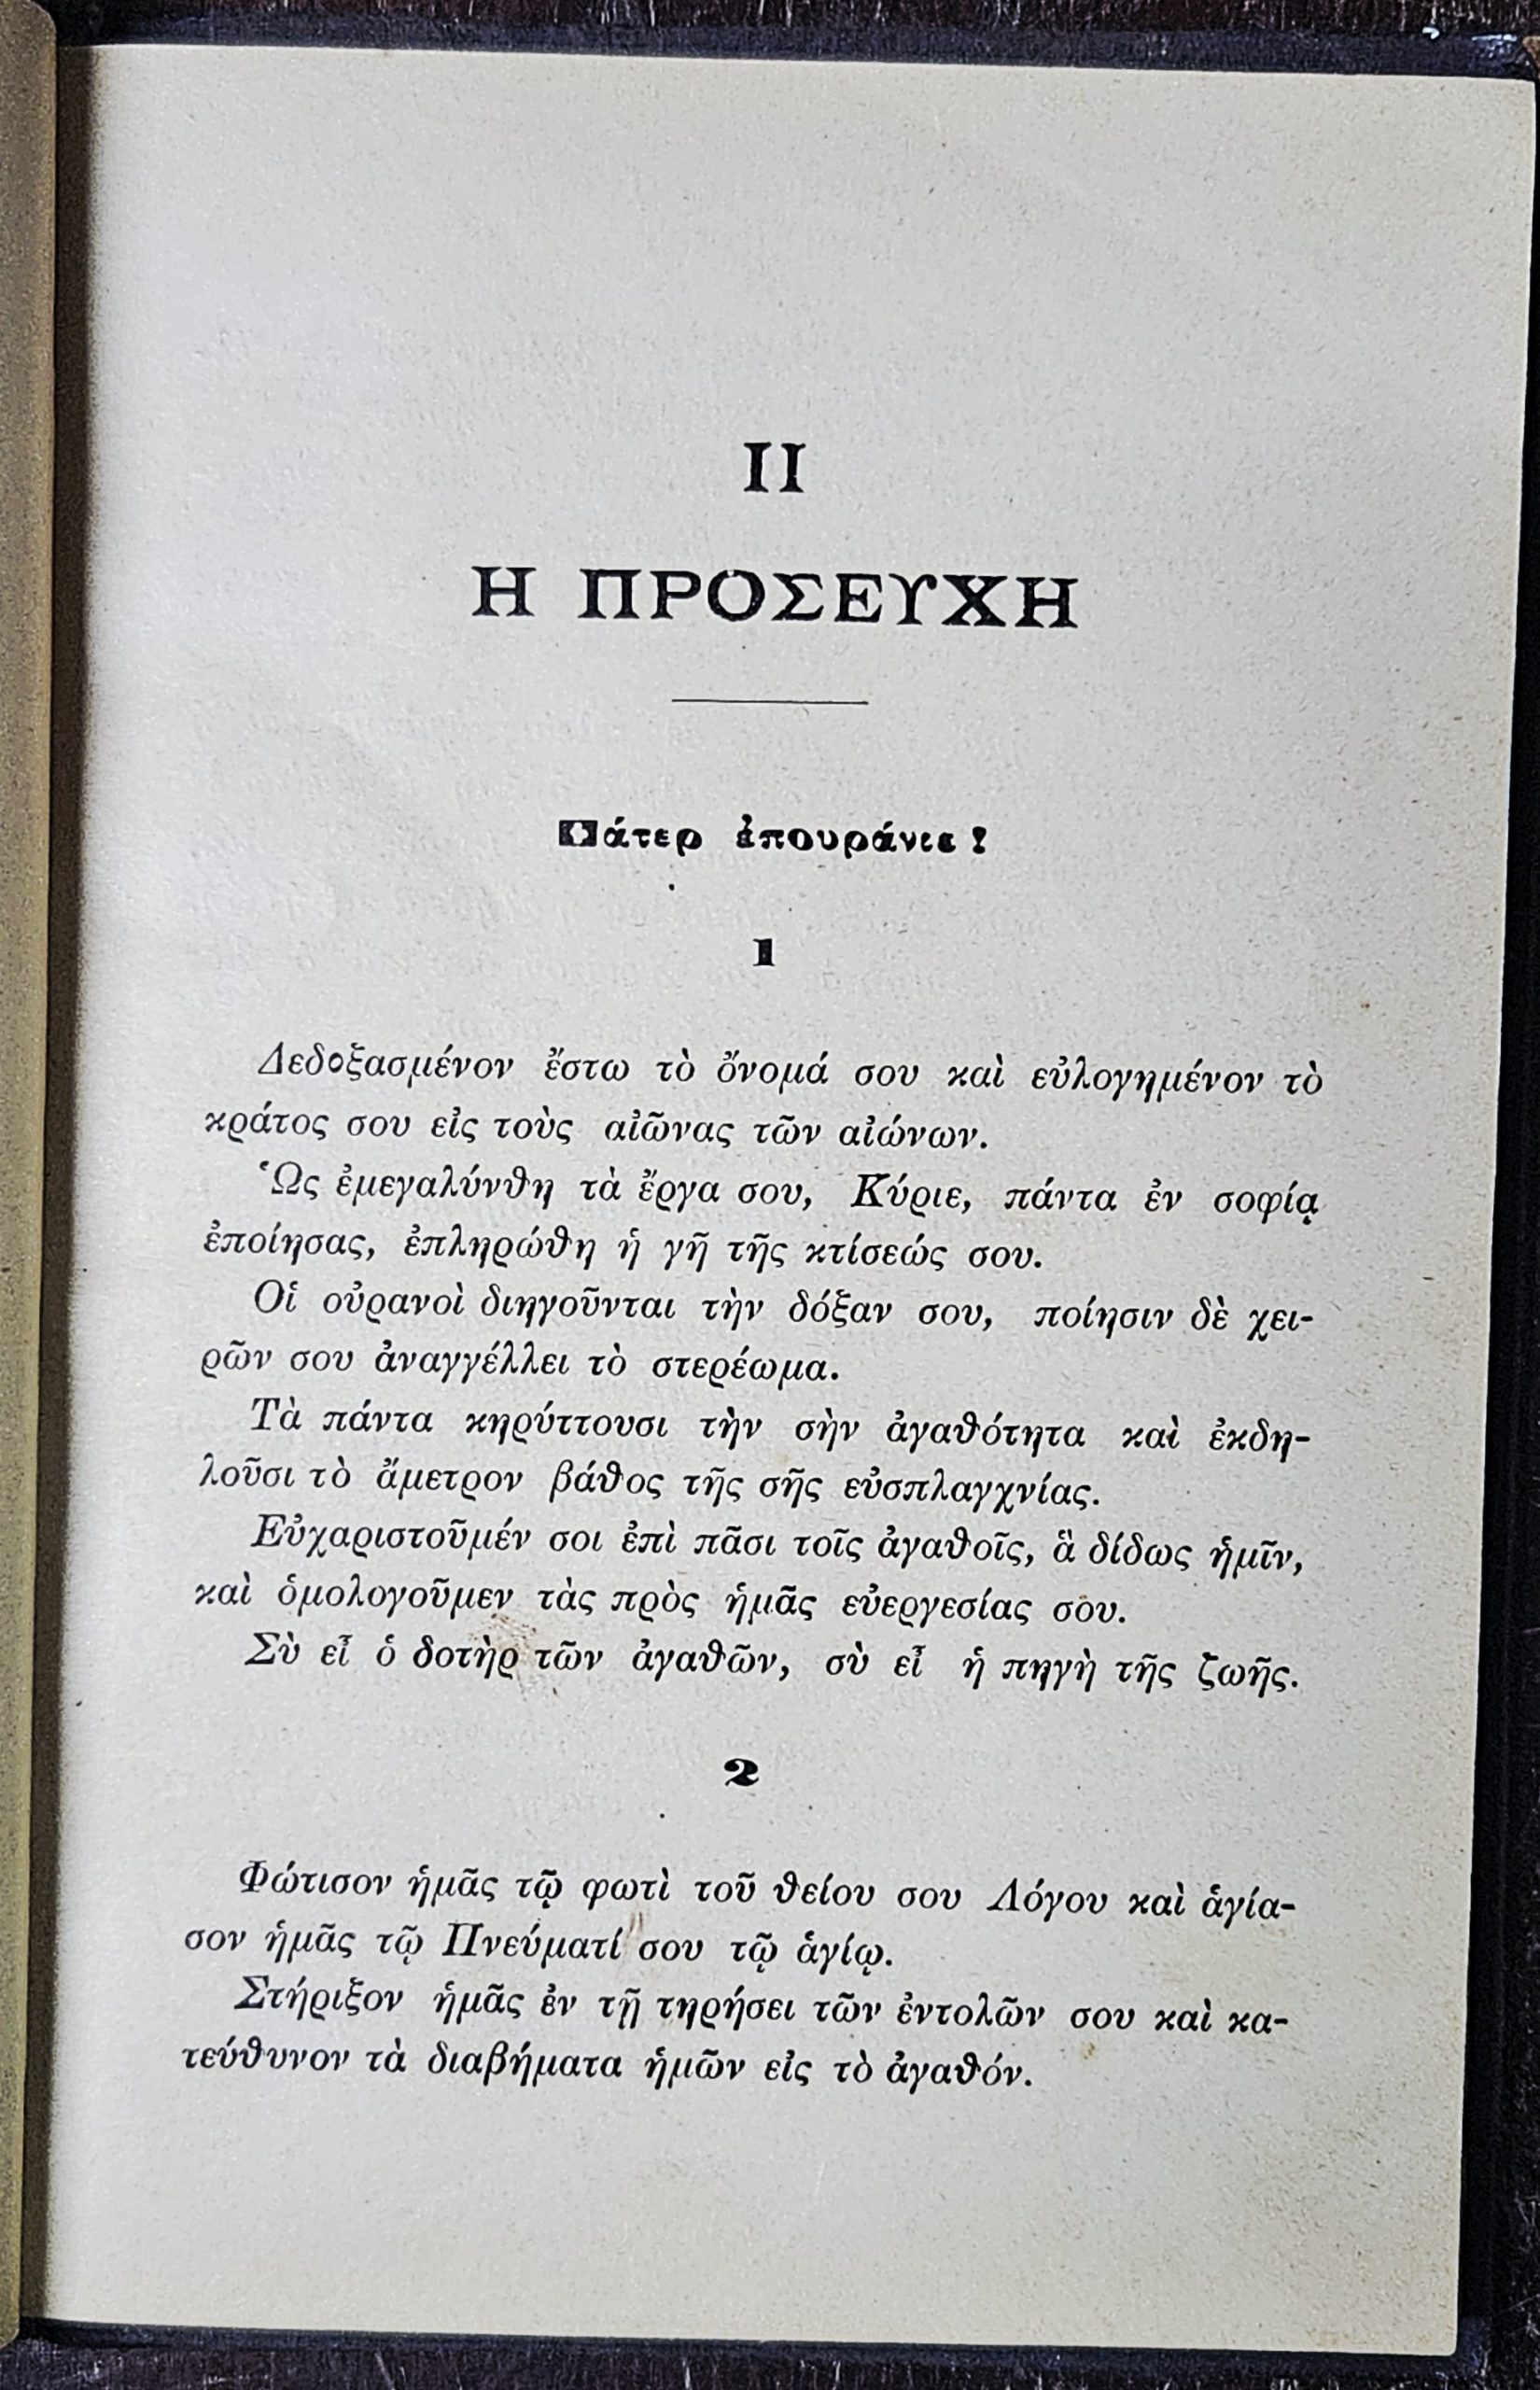 II
Η ΠΡΟΣΕΥΧΗ
Πάτερ ἐπουράνιε!
1
Δεδοξασμένον ἔστω τὸ ὄνομά σου καὶ εὐλογημένον τὸ
κράτος σου εἰς τοὺς αἰῶνας τῶν αἰώνων.
Ὡς ἐμεγαλύνθη τὰ ἔργα σου, Κύριε, πάντα ἐν σοφίᾳ
ἐποίησας, ἐπληρώθη ἡ γῆ τῆς κτίσεώς σου.
Οἱ οὐρανοὶ διηγοῦνται τὴν δόξαν σου, ποίησιν δὲ χει-
ρῶν σου ἀναγγέλλει τὸ στερέωμα.
Τὰ πάντα κηρύττουσι τὴν σὴν ἀγαθότητα καὶ ἐκδη-
λοῦσι τὸ ἄμετρον βάθος τῆς σῆς εὐσπλαγχνίας.
Εὐχαριστοῦμέν σοι ἐπὶ πᾶσι τοῖς ἀγαθοῖς, ἃ δίδως ἡμῖν,
καὶ ὁμολογοῦμεν τὰς πρὸς ἡμᾶς εὐεργεσίας σου.
Σὺ εἶ ὁ δοτὴρ τῶν ἀγαθῶν, σὺ εἶ ἡ πηγὴ τῆς ζωῆς.
2
Φώτισον ἡμᾶς τῷ φωτὶ τοῦ θείου σου Λόγου καὶ ἁγία-
σον ἡμᾶς τῷ Πνεύματί σου τῷ ἁγίῳ.
Στήριξον ἡμᾶς ἐν τῇ τηρήσει τῶν ἐντολῶν σου καὶ κα-
τεύθυνον τὰ διαβήματα ἡμῶν εἰς τὸ ἀγαθόν.